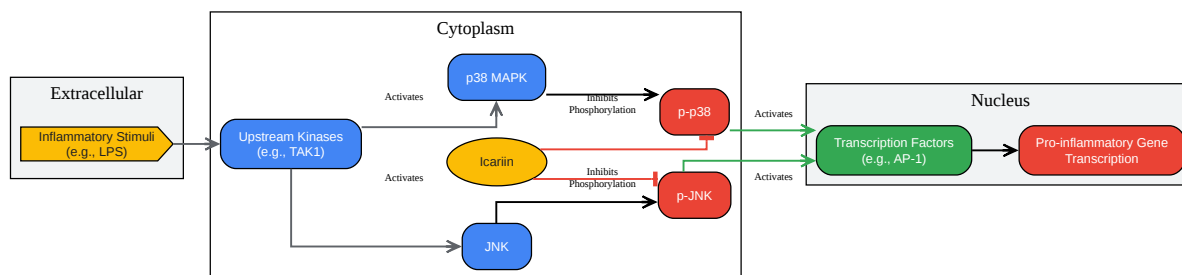 Cytoplasm
Extracellular
Nucleus
Inflammatory Stimuli
(e.g., LPS)
Upstream Kinases
(e.g., TAK1)
Activates
p38 MAPK
Inhibits
Phosphorylation
p-p38
Activates
Icariin
Activates
Inhibits
Phosphorylation
p-JNK
Activates
JNK
Transcription Factors
(e.g., AP-1)
Pro-inflammatory Gene
Transcription